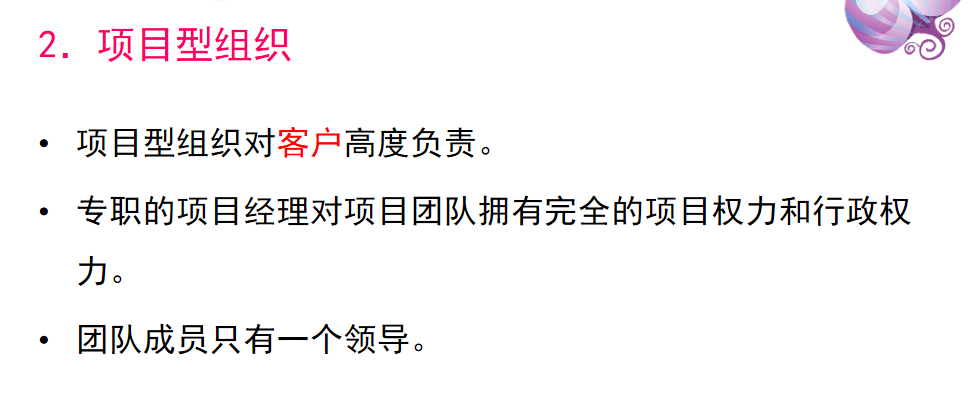 2．项目型组织
• 项目型组织对客户高度负责。
• 专职的项目经理对项目团队拥有完全的项目权力和行政权
力。
• 团队成员只有一个领导。